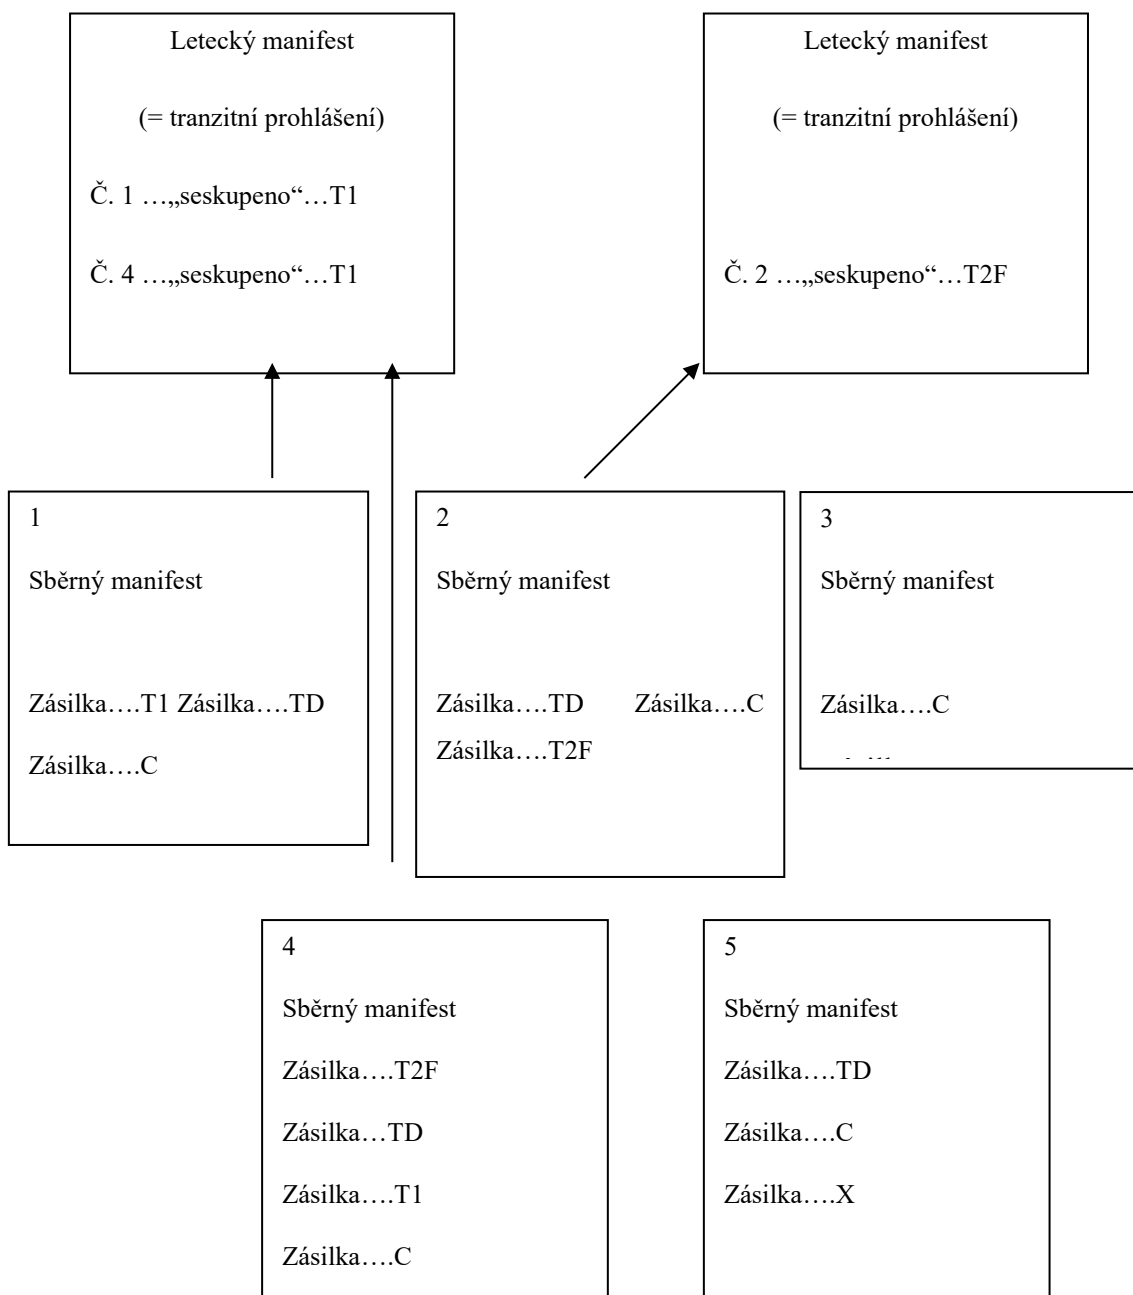 Letecký manifest
(= tranzitní prohlášení)
Č. 1 …„seskupeno“…T1
Č. 4 …„seskupeno“…T1
Letecký manifest
(= tranzitní prohlášení)
Č. 2 …„seskupeno“…T2F
1
Sběrný manifest
Zásilka….T1 Zásilka….TD
Zásilka….C
2
Sběrný manifest
Zásilka….TD Zásilka….C
Zásilka….T2F
3
Sběrný manifest
Zásilka….C
4
Sběrný manifest
Zásilka….T2F
Zásilka…TD
Zásilka….T1
Zásilka….C
5
Sběrný manifest
Zásilka….TD
Zásilka….C
Zásilka….X